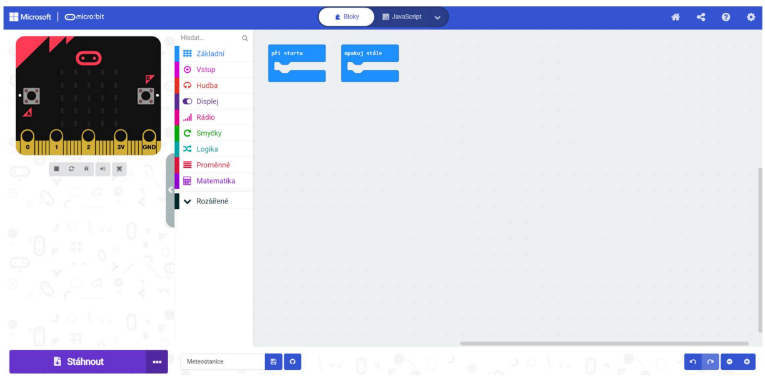 Microsoft | micro:bit
Bloky
JavaScript
Hledat...
Základní
Vstup
Hudba
Displej
Rádio
Smyčky
Logika
Proměnné
Matematika
Rozšířené
při startu
opakuj stále
0 1 2 3V GND
A
B
Stáhnout
Meteostanice